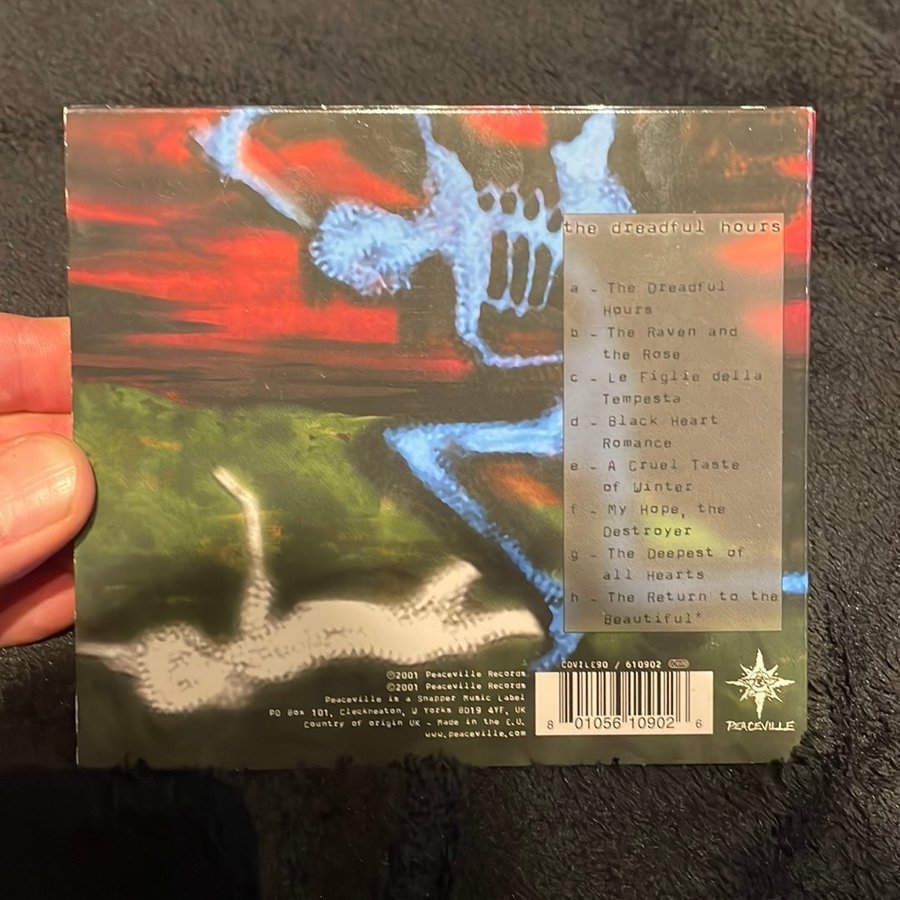 the dreadful hours
a - The Dreadful
Hours
b - The Raven and
the Rose
c - Le Figlie della
Tempesta
d - Black Heart
Romance
e - A Cruel Taste
of Winter
f - My Hope, the
Destroyer
g - The Deepest of
all Hearts
h - The Return to the
Beautiful*
CDVILE90 / 610902
℗2001 Peaceville Records
©2001 Peaceville Records
Peaceville is a Snapper Music Label
PO Box 101, Cleckheaton, W Yorks BD19 4YF, UK
Country of origin UK - Made in the E.U.
www.peaceville.com
8 01056 10902 6
PEACEVILLE